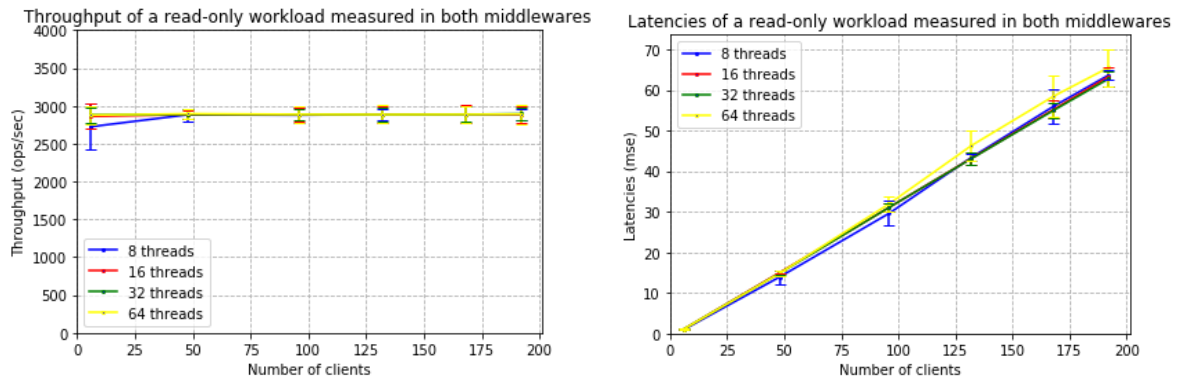 Throughput of a read-only workload measured in both middlewares
4000
3500
3000
2500
2000
1500
1000
500
0
Throughput (ops/sec)
8 threads
16 threads
32 threads
64 threads
0
25
50
75
100
125
150
175
200
Number of clients
Latencies of a read-only workload measured in both middlewares
70
60
50
40
30
20
10
0
Latencies (mse)
8 threads
16 threads
32 threads
64 threads
0
25
50
75
100
125
150
175
200
Number of clients